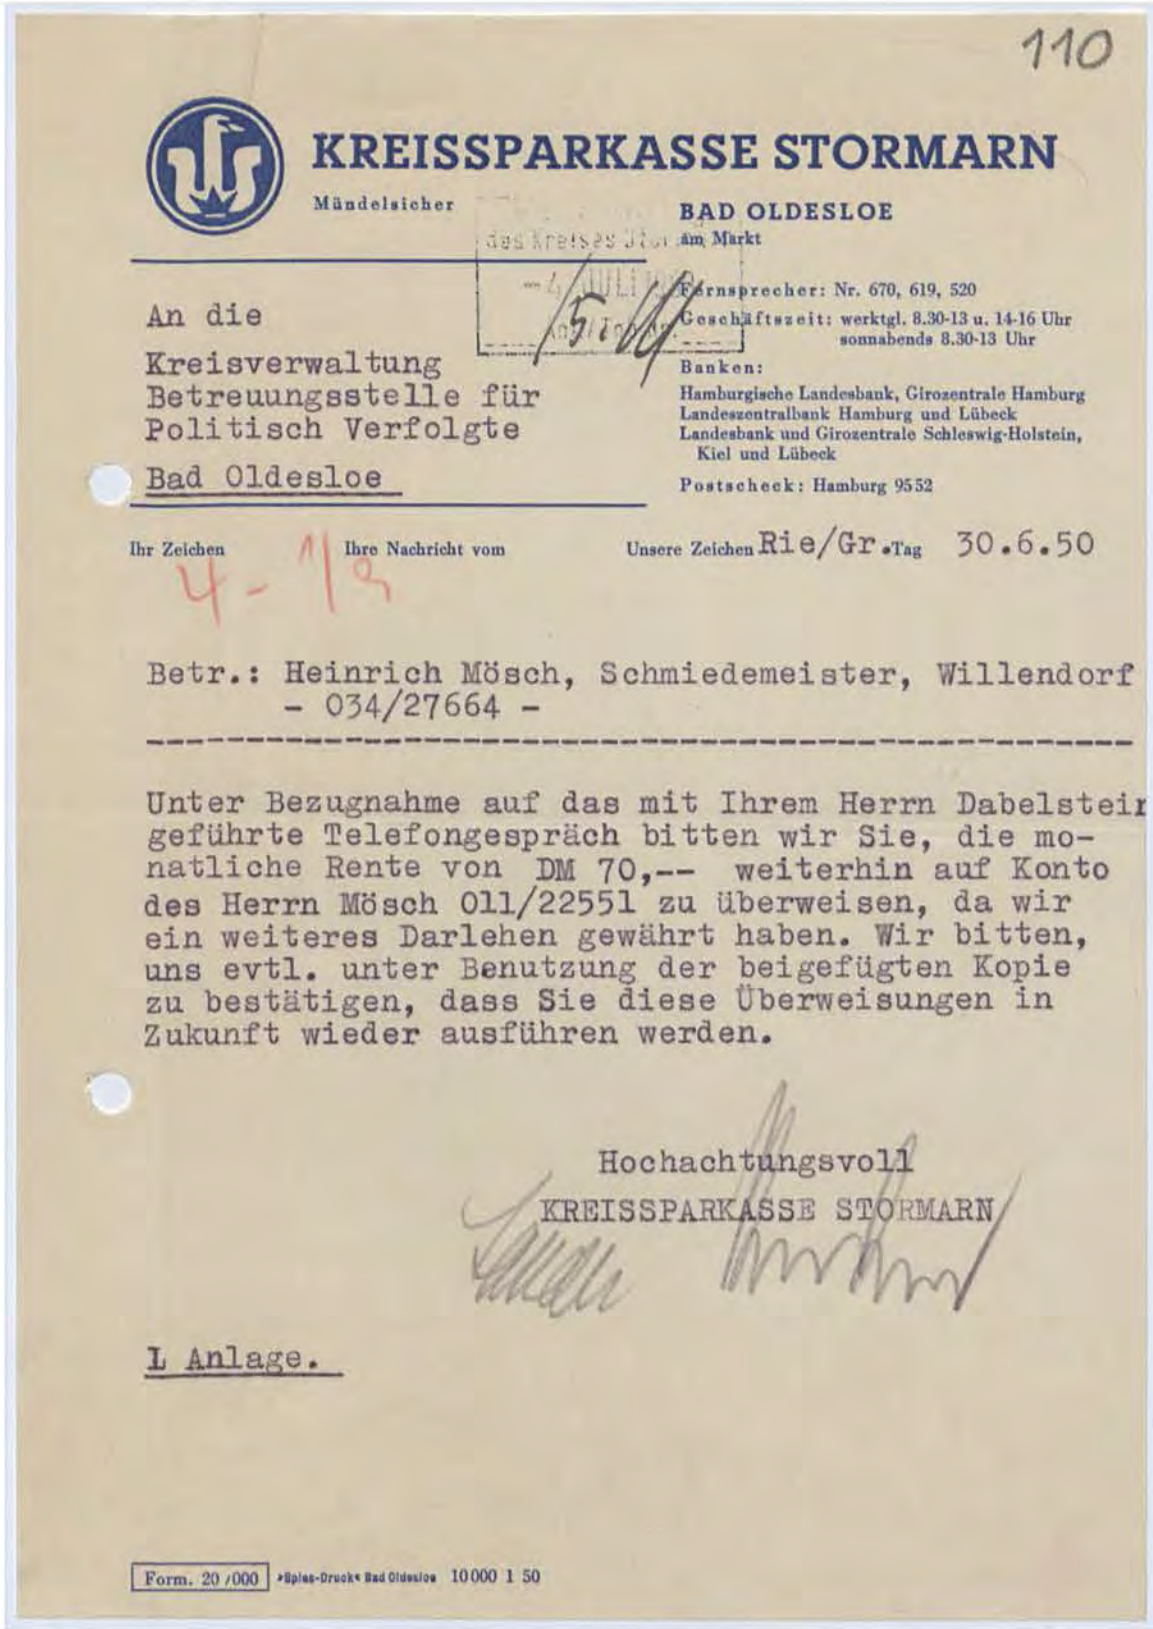 110
KREISSPARKASSE STORMARN
Mündelsicher
BAD OLDESLOE
am Markt
des Kreises
- 4. JULI
An die
Kreisverwaltung
Betreuungsstelle für
Politisch Verfolgte
Bad Oldesloe
Fernsprecher: Nr. 670, 619, 520
Geschäftszeit: werktgl. 8.30-13 u. 14-16 Uhr
sonnabends 8.30-13 Uhr
Banken:
Hamburgische Landesbank, Girozentrale Hamburg
Landeszentralbank Hamburg und Lübeck
Landesbank und Girozentrale Schleswig-Holstein,
Kiel und Lübeck
Postscheck: Hamburg 9552
Ihr Zeichen Ihre Nachricht vom Unsere Zeichen Rie/Gr. Tag 30.6.50
4 - 1/9
Betr.: Heinrich Mösch, Schmiedemeister, Willendorf
- 034/27664 -
Unter Bezugnahme auf das mit Ihrem Herrn Dabelstein
geführte Telefongespräch bitten wir Sie, die mo-
natliche Rente von DM 70,-- weiterhin auf Konto
des Herrn Mösch 011/22551 zu überweisen, da wir
ein weiteres Darlehen gewährt haben. Wir bitten,
uns evtl. unter Benutzung der beigefügten Kopie
zu bestätigen, dass Sie diese Überweisungen in
Zukunft wieder ausführen werden.
Hochachtungsvoll
KREISSPARKASSE STORMARN
1 Anlage.
Form. 20/000 »Spies-Druck« Bad Oldesloe 10000 1 50